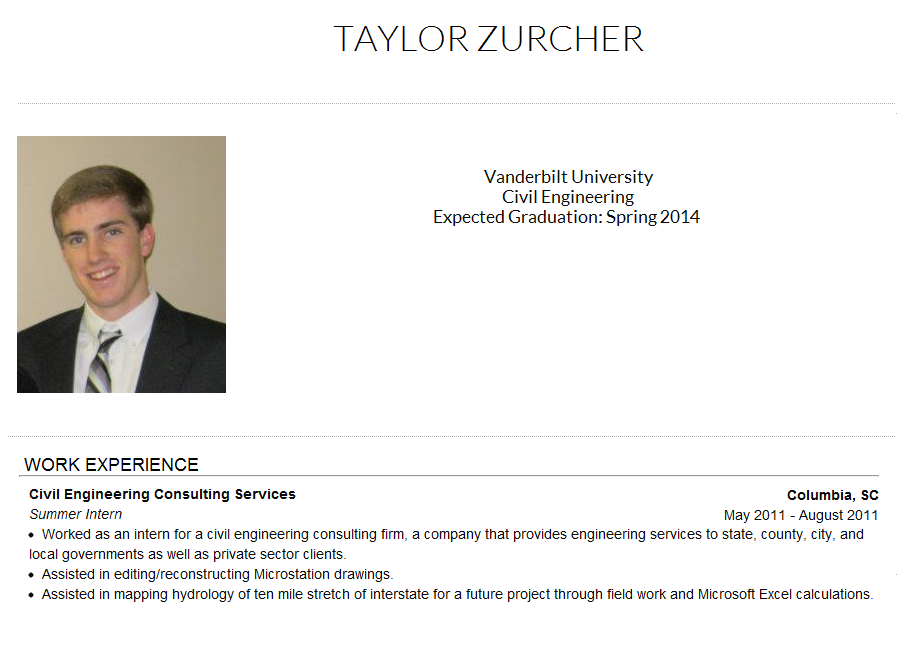 TAYLOR ZURCHER
Vanderbilt University
Civil Engineering
Expected Graduation: Spring 2014
WORK EXPERIENCE
Civil Engineering Consulting Services Columbia, SC
Summer Intern May 2011 - August 2011
• Worked as an intern for a civil engineering consulting firm, a company that provides engineering services to state, county, city, and
local governments as well as private sector clients.
• Assisted in editing/reconstructing Microstation drawings.
• Assisted in mapping hydrology of ten mile stretch of interstate for a future project through field work and Microsoft Excel calculations.